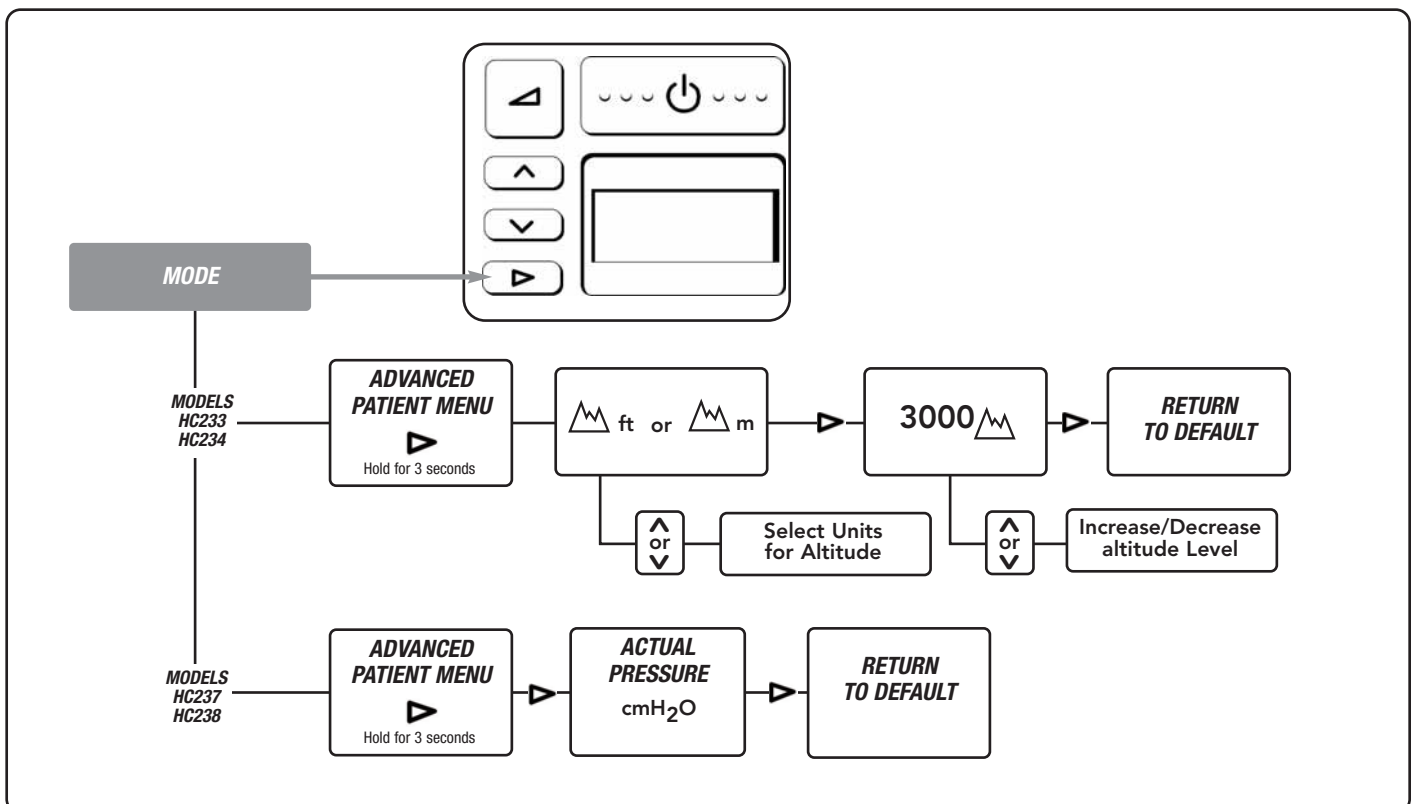 MODE
MODELS
HC233
HC234
ADVANCED
PATIENT MENU
Hold for 3 seconds
ft or m
3000
RETURN
TO DEFAULT
or
Select Units
for Altitude
or
Increase/Decrease
altitude Level
MODELS
HC237
HC238
ADVANCED
PATIENT MENU
Hold for 3 seconds
ACTUAL
PRESSURE
cmH₂O
RETURN
TO DEFAULT